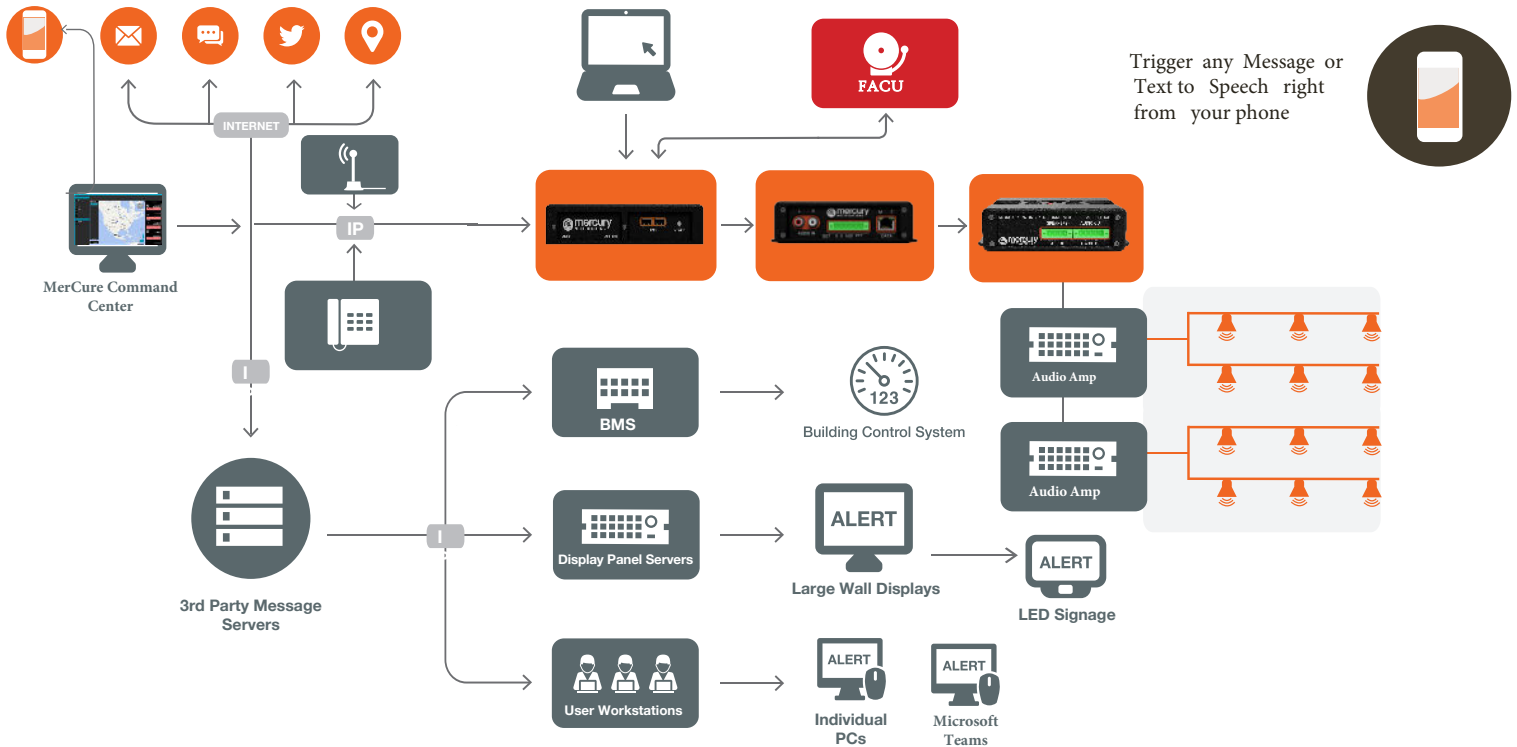 INTERNET
FACU
Trigger any Message or
Text to Speech right
from your phone
IP
mercury
mercury
MerCure Command
Center
I
Audio Amp
BMS
123
Building Control System
Audio Amp
I
Display Panel Servers
ALERT
Large Wall Displays
ALERT
LED Signage
3rd Party Message
Servers
User Workstations
ALERT
Individual
PCs
ALERT
Microsoft
Teams